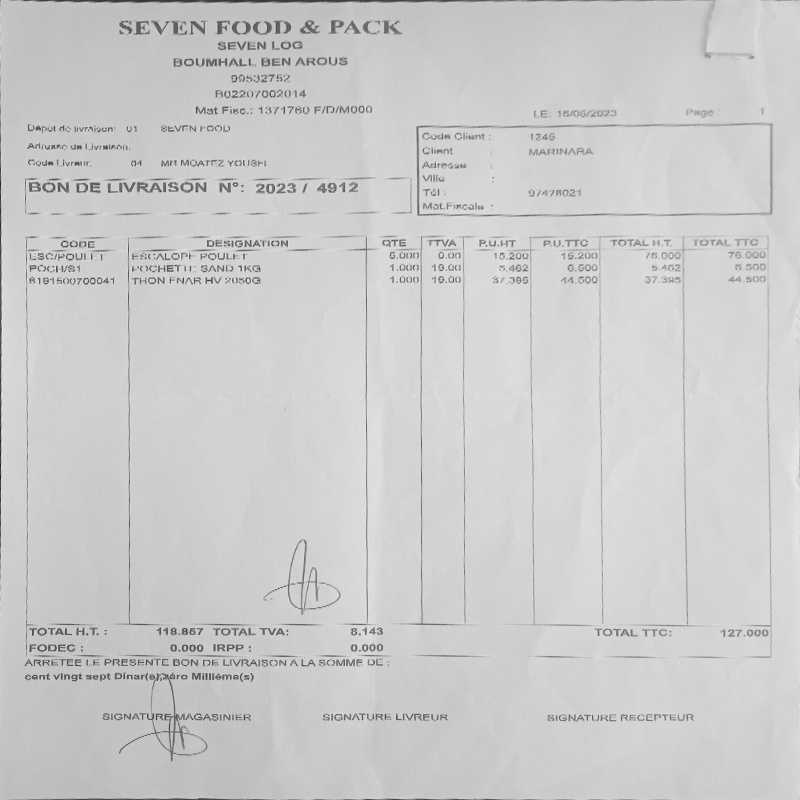 SEVEN FOOD & PACK
SEVEN LOG
BOUMHALL BEN AROUS
99532752
B02207002014
Mat Fisc.: 1371760 F/D/M000
LE: 15/06/2023 Page : 1
Dépot de livraison: 01 SEVEN FOOD
Adresse de Livraison:
Code Livreur: 04 MR MOATEZ YOUSFI
BON DE LIVRAISON N°: 2023 / 4912
Code Client : 1246
Client : MARINARA
Adresse :
Ville :
Tél : 97478021
Mat.Fiscale :
CODE DESIGNATION QTE TTVA P.U.HT P.U.TTC TOTAL H.T. TOTAL TTC
ESC/POULET ESCALOPE POULET 5.000 0.00 15.200 15.200 76.000 76.000
POCH/S1 POCHETTE SAND 1KG 1.000 19.00 5.462 6.500 5.462 6.500
6191500700041 THON ENAR HV 2050G 1.000 19.00 37.395 44.500 37.395 44.500
TOTAL H.T. : 118.857 TOTAL TVA: 8.143 TOTAL TTC: 127.000
FODEC : 0.000 IRPP : 0.000
ARRETEE LE PRESENTE BON DE LIVRAISON A LA SOMME DE :
cent vingt sept Dinar(e),zéro Millième(s)
SIGNATURE MAGASINIER SIGNATURE LIVREUR SIGNATURE RECEPTEUR